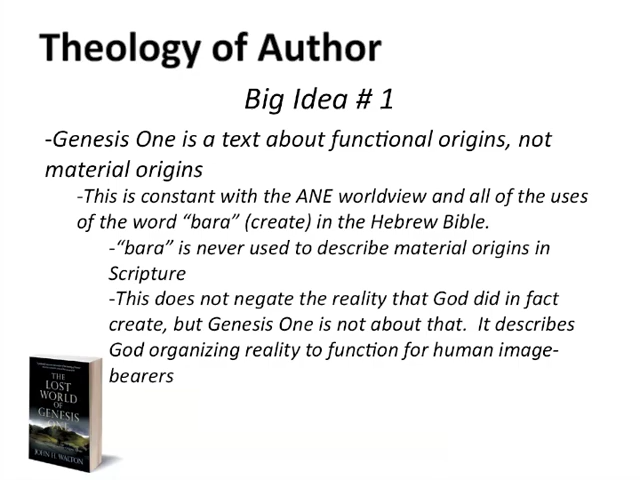 Theology of Author
Big Idea # 1
-Genesis One is a text about functional origins, not
material origins
-This is constant with the ANE worldview and all of the uses
of the word “bara” (create) in the Hebrew Bible.
-“bara” is never used to describe material origins in
Scripture
-This does not negate the reality that God did in fact
create, but Genesis One is not about that.  It describes
God organizing reality to function for human image-
bearers
THE
LOST
WORLD
OF
GENESIS
ONE
JOHN H. WALTON